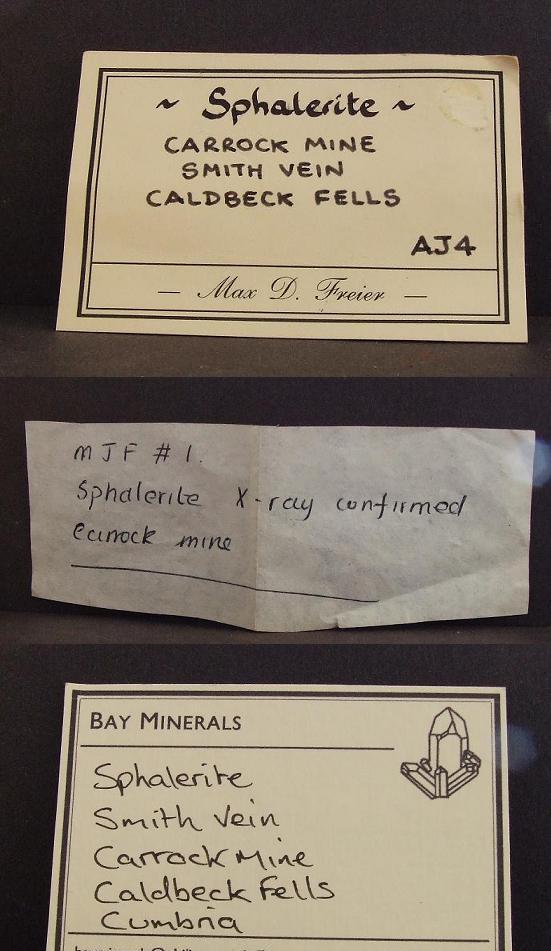 ~ Sphalerite ~
CARROCK MINE
SMITH VEIN
CALDBECK FELLS
AJ4
— Max D. Freier —
MJF # 1.
Sphalerite X-ray confirmed
Carrock mine
BAY MINERALS
Sphalerite
Smith Vein
Carrock Mine
Caldbeck Fells
Cumbria